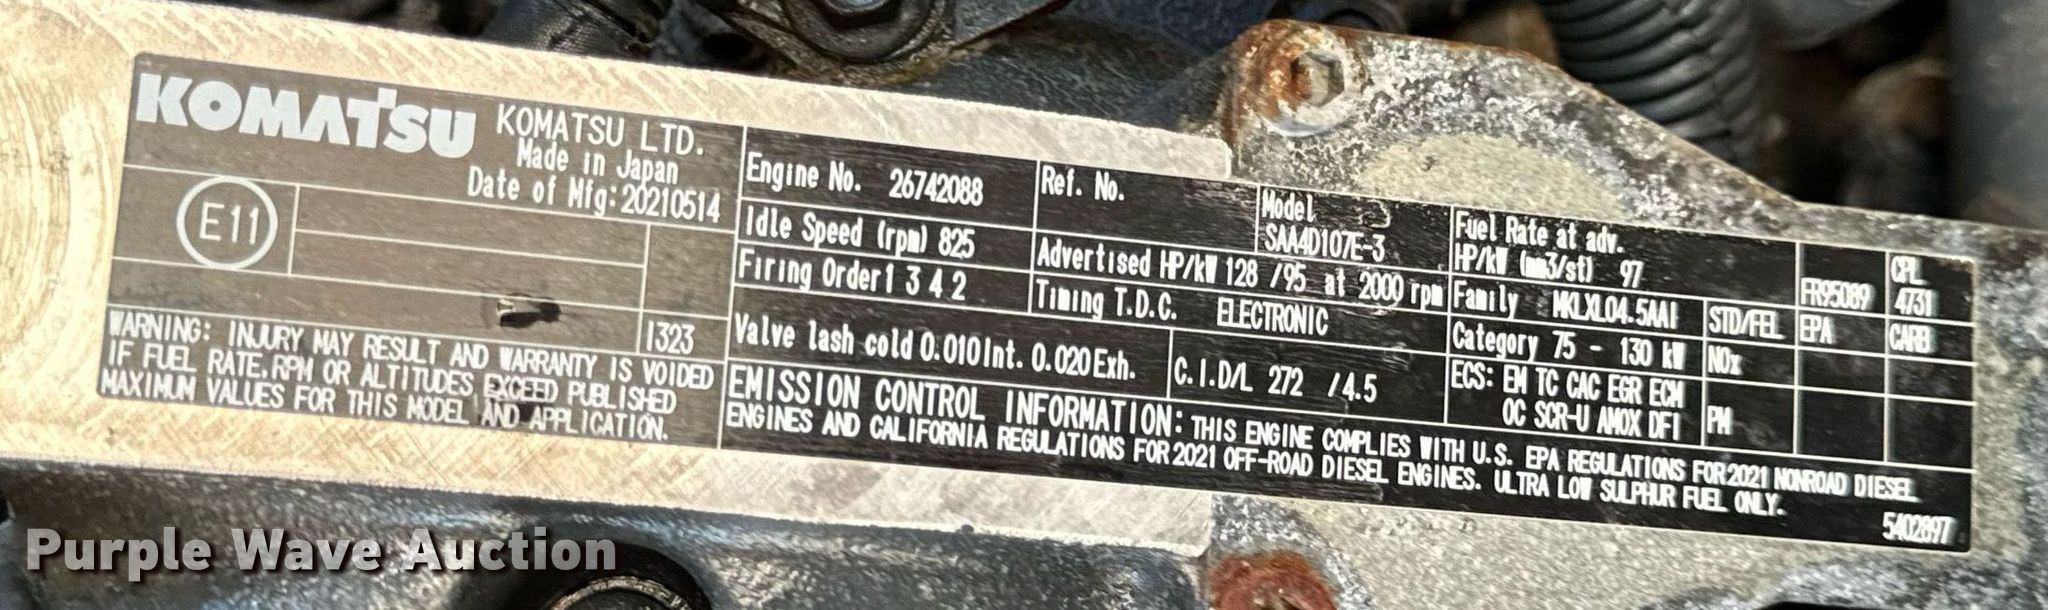 KOMATSU KOMATSU LTD.
Made in Japan
Date of Mfg:20210514
E11
1323
WARNING: INJURY MAY RESULT AND WARRANTY IS VOIDED
IF FUEL RATE,RPM OR ALTITUDES EXCEED PUBLISHED
MAXIMUM VALUES FOR THIS MODEL AND APPLICATION.
Engine No. 26742088
Ref. No.
Model
SAA4D107E-3
Idle Speed (rpm) 825
Advertised HP/kW 128 /95 at 2000 rpm
Firing Order1 3 4 2
Timing T.D.C. ELECTRONIC
Valve lash cold 0.010Int. 0.020Exh.
C.I.D/L 272 /4.5
Fuel Rate at adv.
HP/kW (mm3/st) 97
Family MKLXL04.5AAI
Category 75 - 130 kW
ECS: EM TC CAC EGR ECM
OC SCR-U AMOX DFI
FR95089
CPL
4731
STD/FEL EPA CARB
NOx
PM
EMISSION CONTROL INFORMATION: THIS ENGINE COMPLIES WITH U.S. EPA REGULATIONS FOR2021 NONROAD DIESEL
ENGINES AND CALIFORNIA REGULATIONS FOR2021 OFF-ROAD DIESEL ENGINES. ULTRA LOW SULPHUR FUEL ONLY.
5402897
Purple Wave Auction